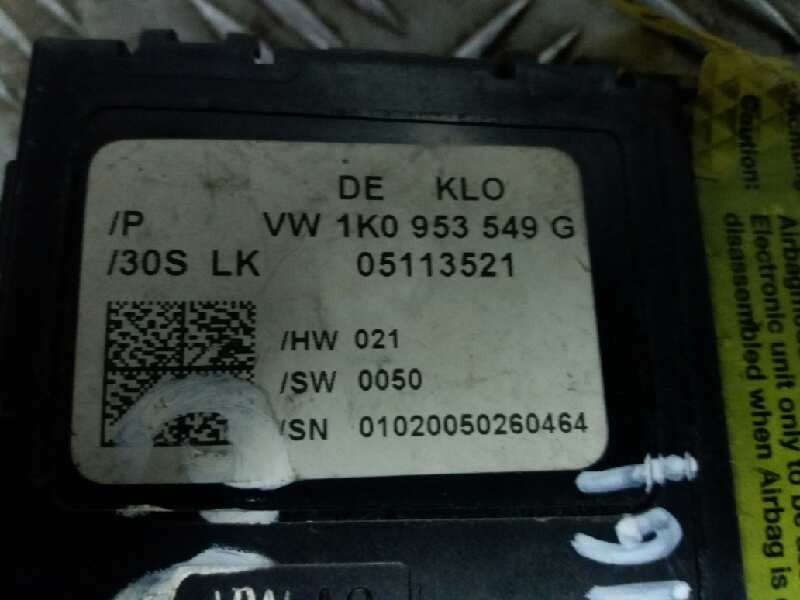 DE KLO
/P VW 1K0 953 549 G
/30S LK 05113521
/HW 021
/SW 0050
/SN 01020050260464
Caution:
Electronic unit only to be
disassembled when Airbag is